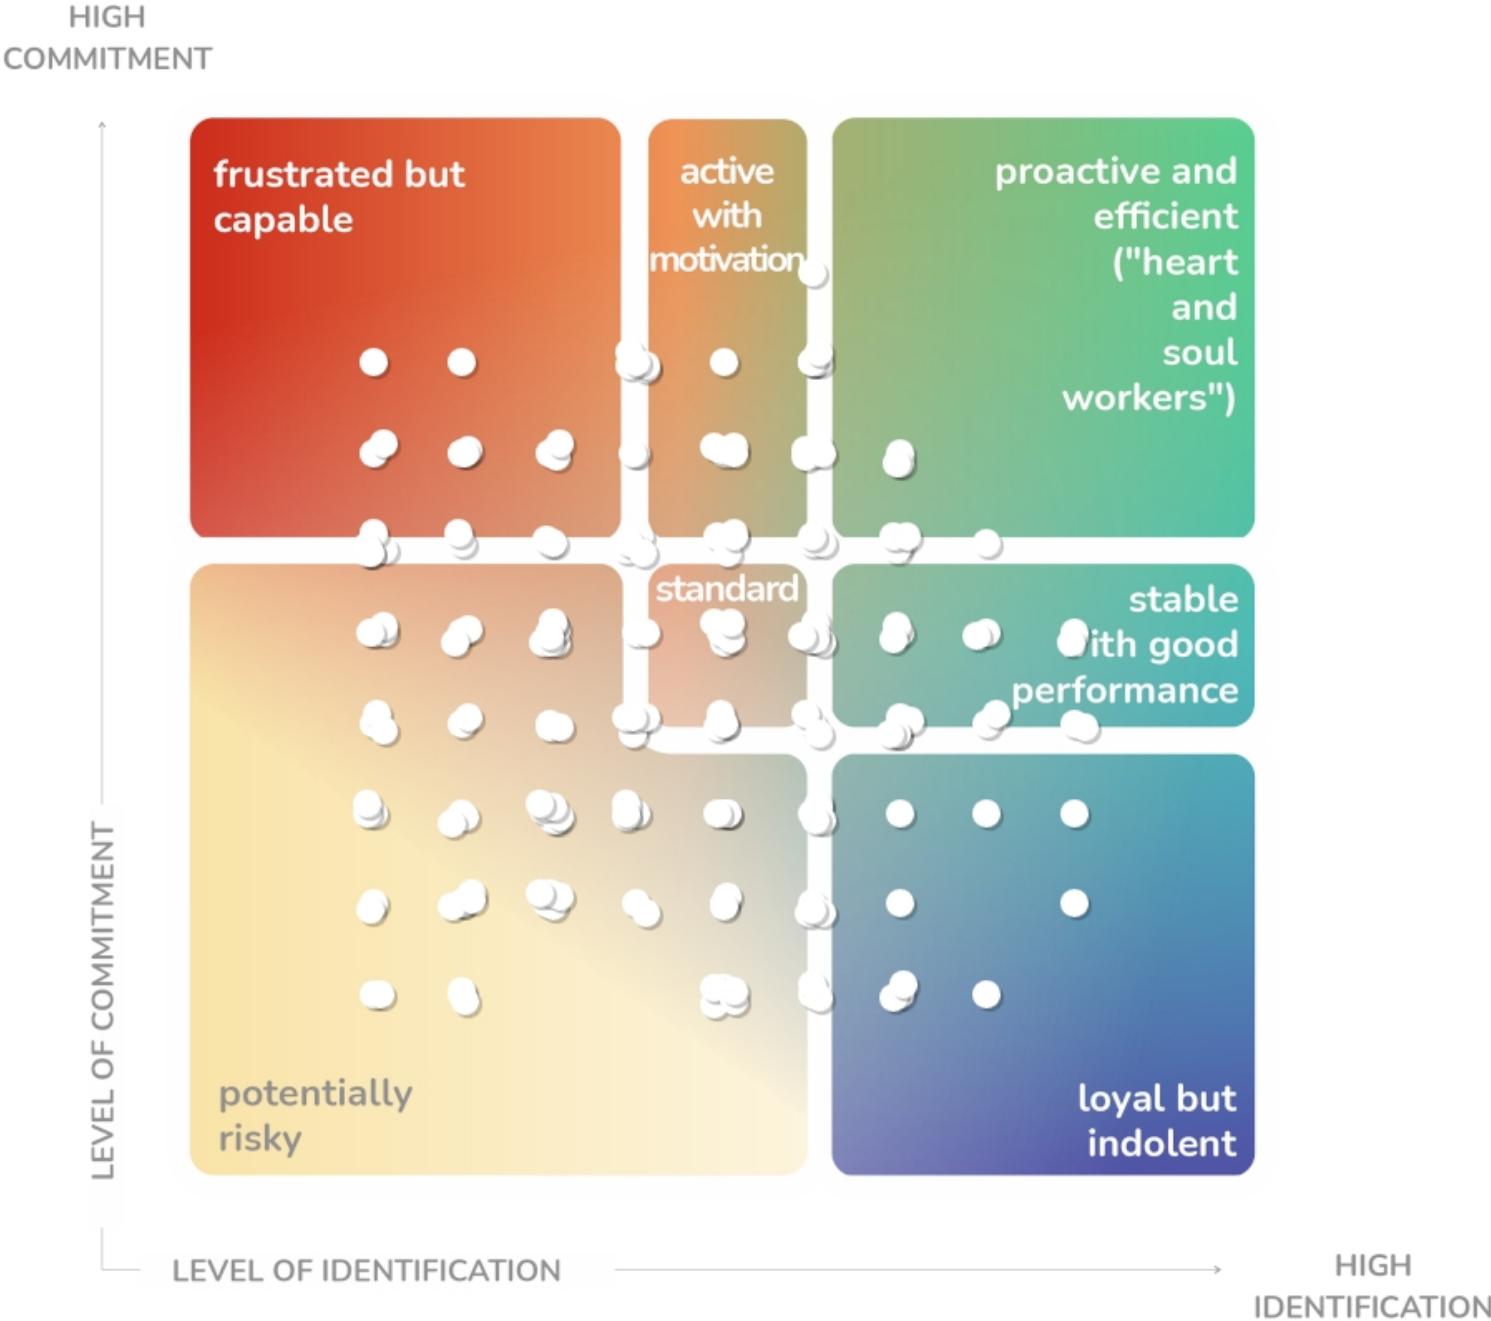 HIGH
COMMITMENT
frustrated but
capable
active
with
motivation
proactive and
efficient
("heart
and
soul
workers")
standard
stable
ith good
performance
LEVEL OF COMMITMENT
potentially
risky
loyal but
indolent
LEVEL OF IDENTIFICATION
HIGH
IDENTIFICATION